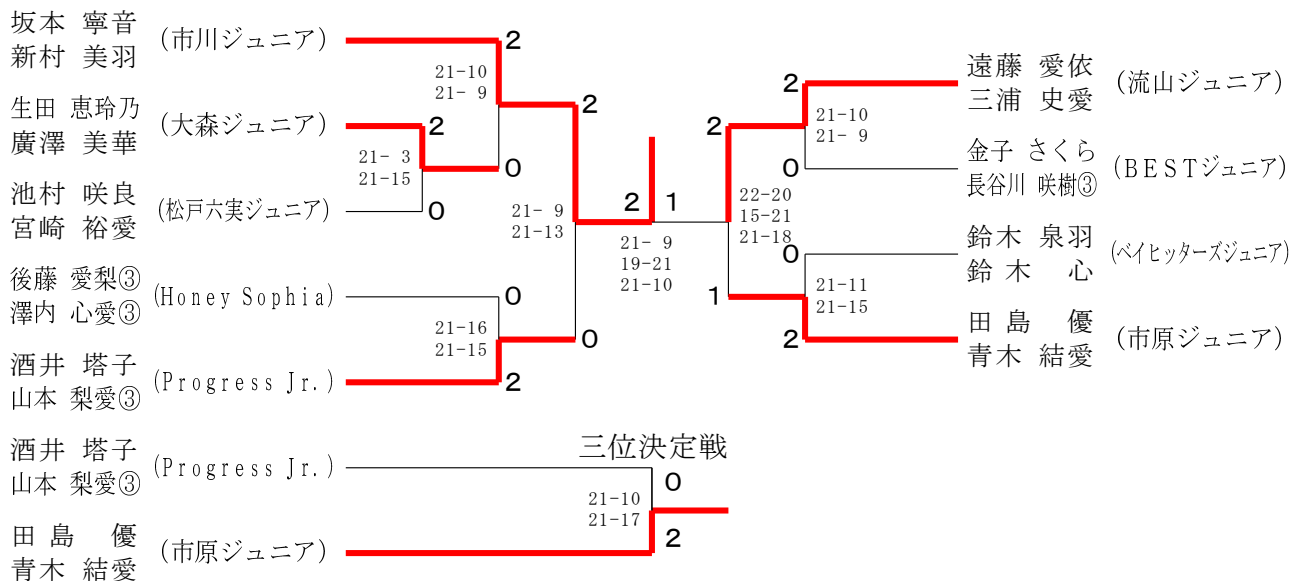 坂本 寧音
新村 美羽
(市川ジュニア)
2
21-10
21- 9
生田 恵玲乃
廣澤 美華
(大森ジュニア)
2
2
0
21- 3
21-15
池村 咲良
宮崎 裕愛
(松戸六実ジュニア)
0
21- 9
21-13
後藤 愛梨③
澤内 心愛③
(Honey Sophia)
0
21-16
21-15
0
酒井 塔子
山本 梨愛③
(Progress Jr.)
2
2
1
21- 9
19-21
21-10
遠藤 愛依
三浦 史愛
(流山ジュニア)
2
21-10
21- 9
2
金子 さくら
長谷川 咲樹③
(BESTジュニア)
0
22-20
15-21
21-18
鈴木 泉羽
鈴木 心
(ベイヒッターズジュニア)
0
21-11
21-15
1
田島 優
青木 結愛
(市原ジュニア)
2
三位決定戦
酒井 塔子
山本 梨愛③
(Progress Jr.)
0
21-10
21-17
田島 優
青木 結愛
(市原ジュニア)
2